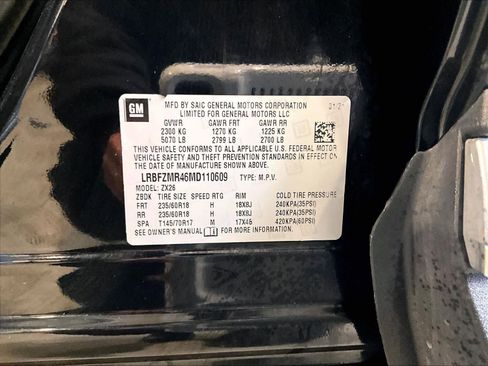 GM
MFD BY SAIC GENERAL MOTORS CORPORATION
LIMITED FOR GENERAL MOTORS LLC
01/21
GVWR GAWR FRT GAWR RR
2300 KG 1270 KG 1225 KG
5070 LB 2799 LB 2700 LB
THIS VEHICLE CONFORMS TO ALL APPLICABLE U.S. FEDERAL MOTOR
VEHICLE SAFETY AND THEFT PREVENTION STANDARDS IN EFFECT
ON THE DATE OF MANUFACTURE SHOWN ABOVE.
LRBFZMR46MD110609 TYPE: M.P.V.
MODEL: ZX26
ZBDK TIRE SIZE SPEED RTG RIM COLD TIRE PRESSURE
FRT 235/60R18 H 18X8J 240KPA(35PSI)
RR 235/60R18 H 18X8J 240KPA(35PSI)
SPA T145/70R17 M 17X4B 420KPA(60PSI)
SEE OWNER'S MANUAL FOR MORE INFORMATION.